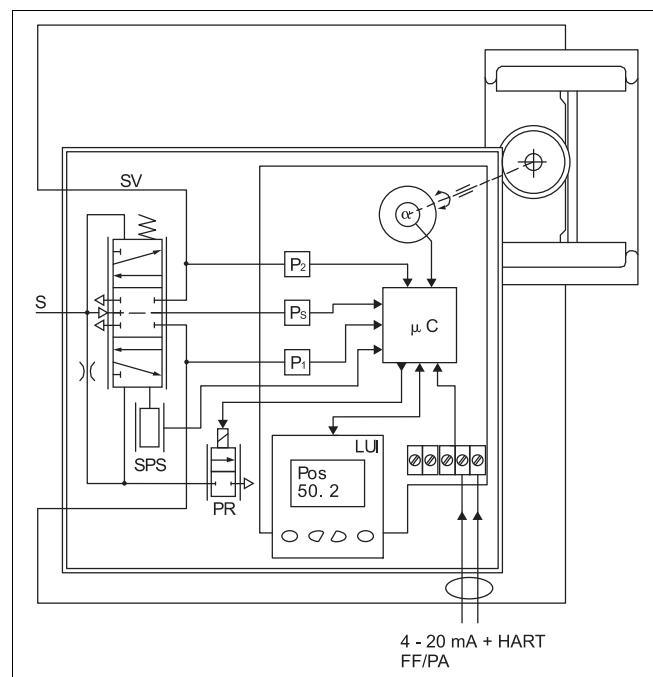 SV
α
P2
S
PS
μ C
P1
SPS
PR
LUI
Pos
50. 2
4 - 20 mA + HART
FF/PA